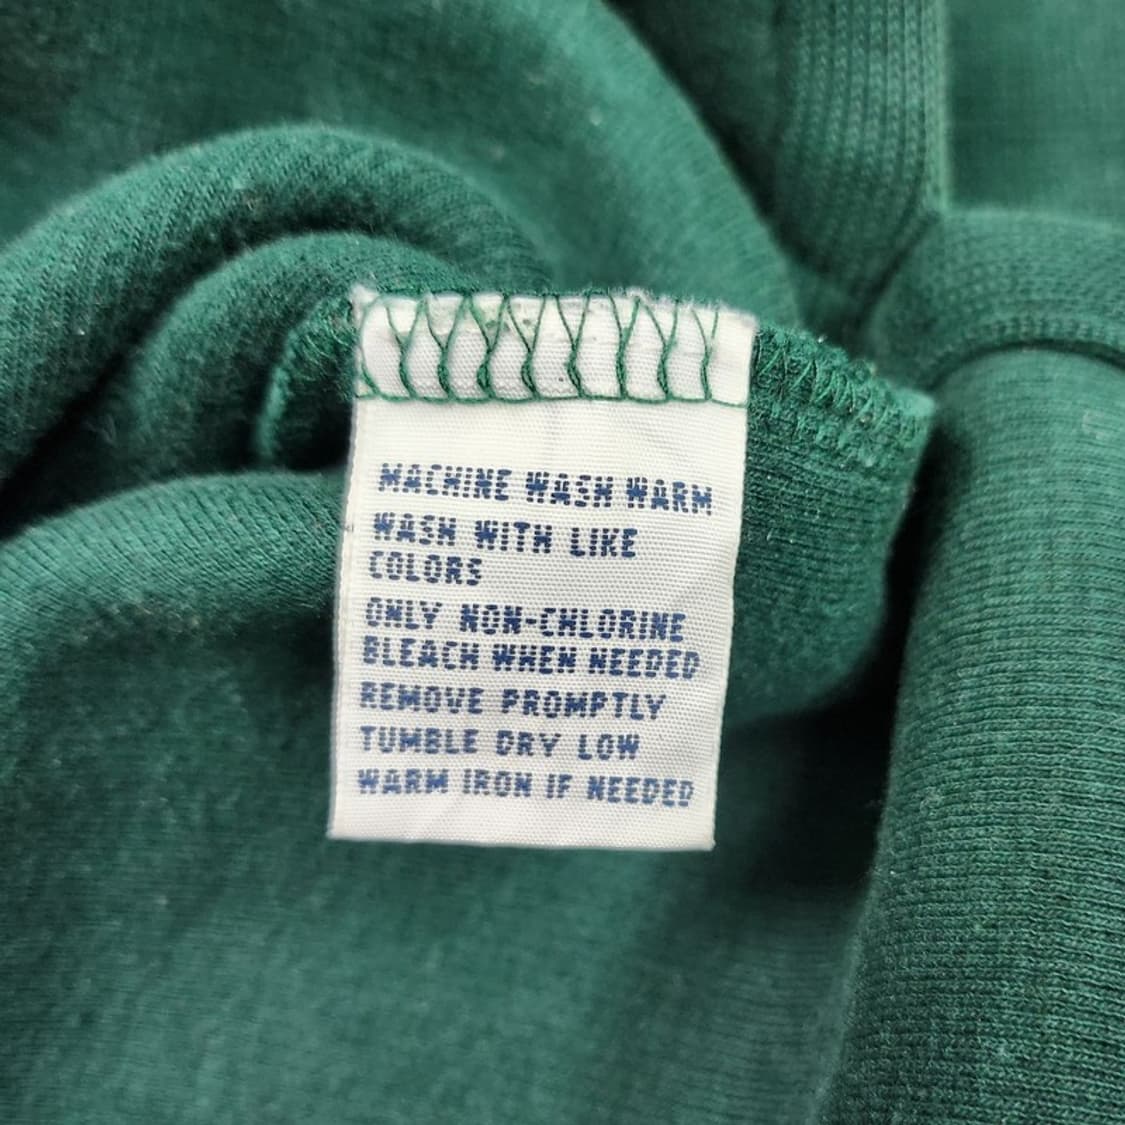 MACHINE WASH WARM
WASH WITH LIKE
COLORS
ONLY NON-CHLORINE
BLEACH WHEN NEEDED
REMOVE PROMPTLY
TUMBLE DRY LOW
WARM IRON IF NEEDED